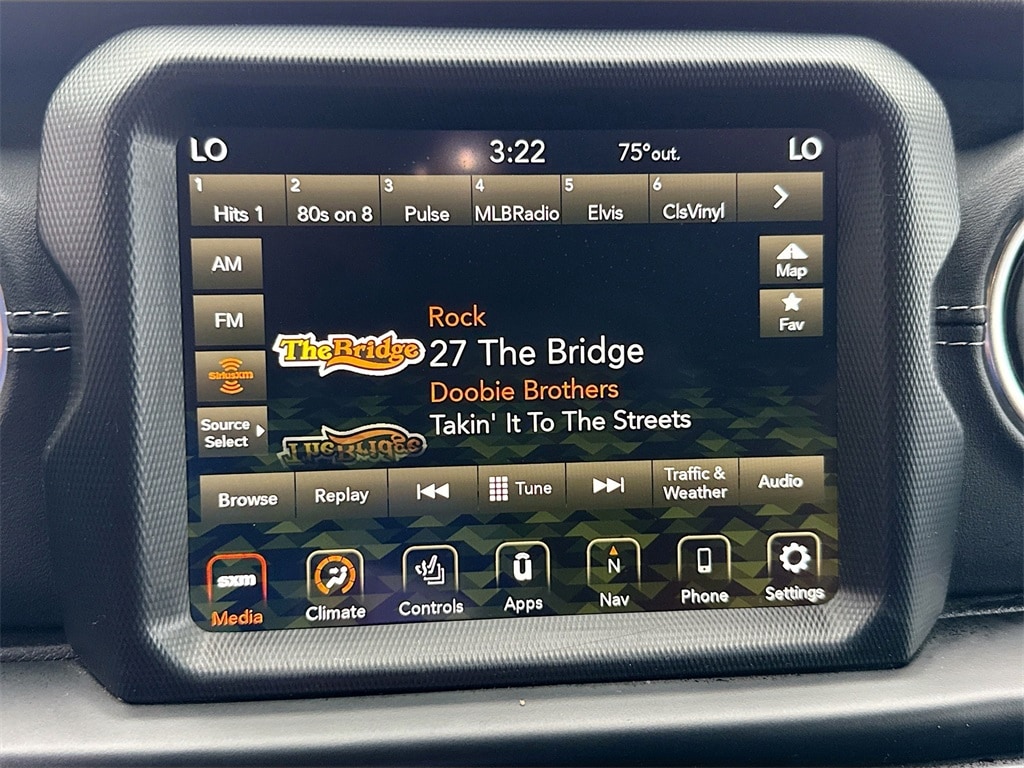 LO 3:22 75°out. LO
1 Hits 1
2 80s on 8
3 Pulse
4 MLBRadio
5 Elvis
6 ClsVinyl
AM
Map
FM
Fav
SiriusXM
Source
Select
TheBridge
Rock
27 The Bridge
Doobie Brothers
Takin' It To The Streets
TheBridge
Browse
Replay
Tune
Traffic &
Weather
Audio
sxm
Media
Climate
Controls
ū
Apps
N
Nav
Phone
Settings